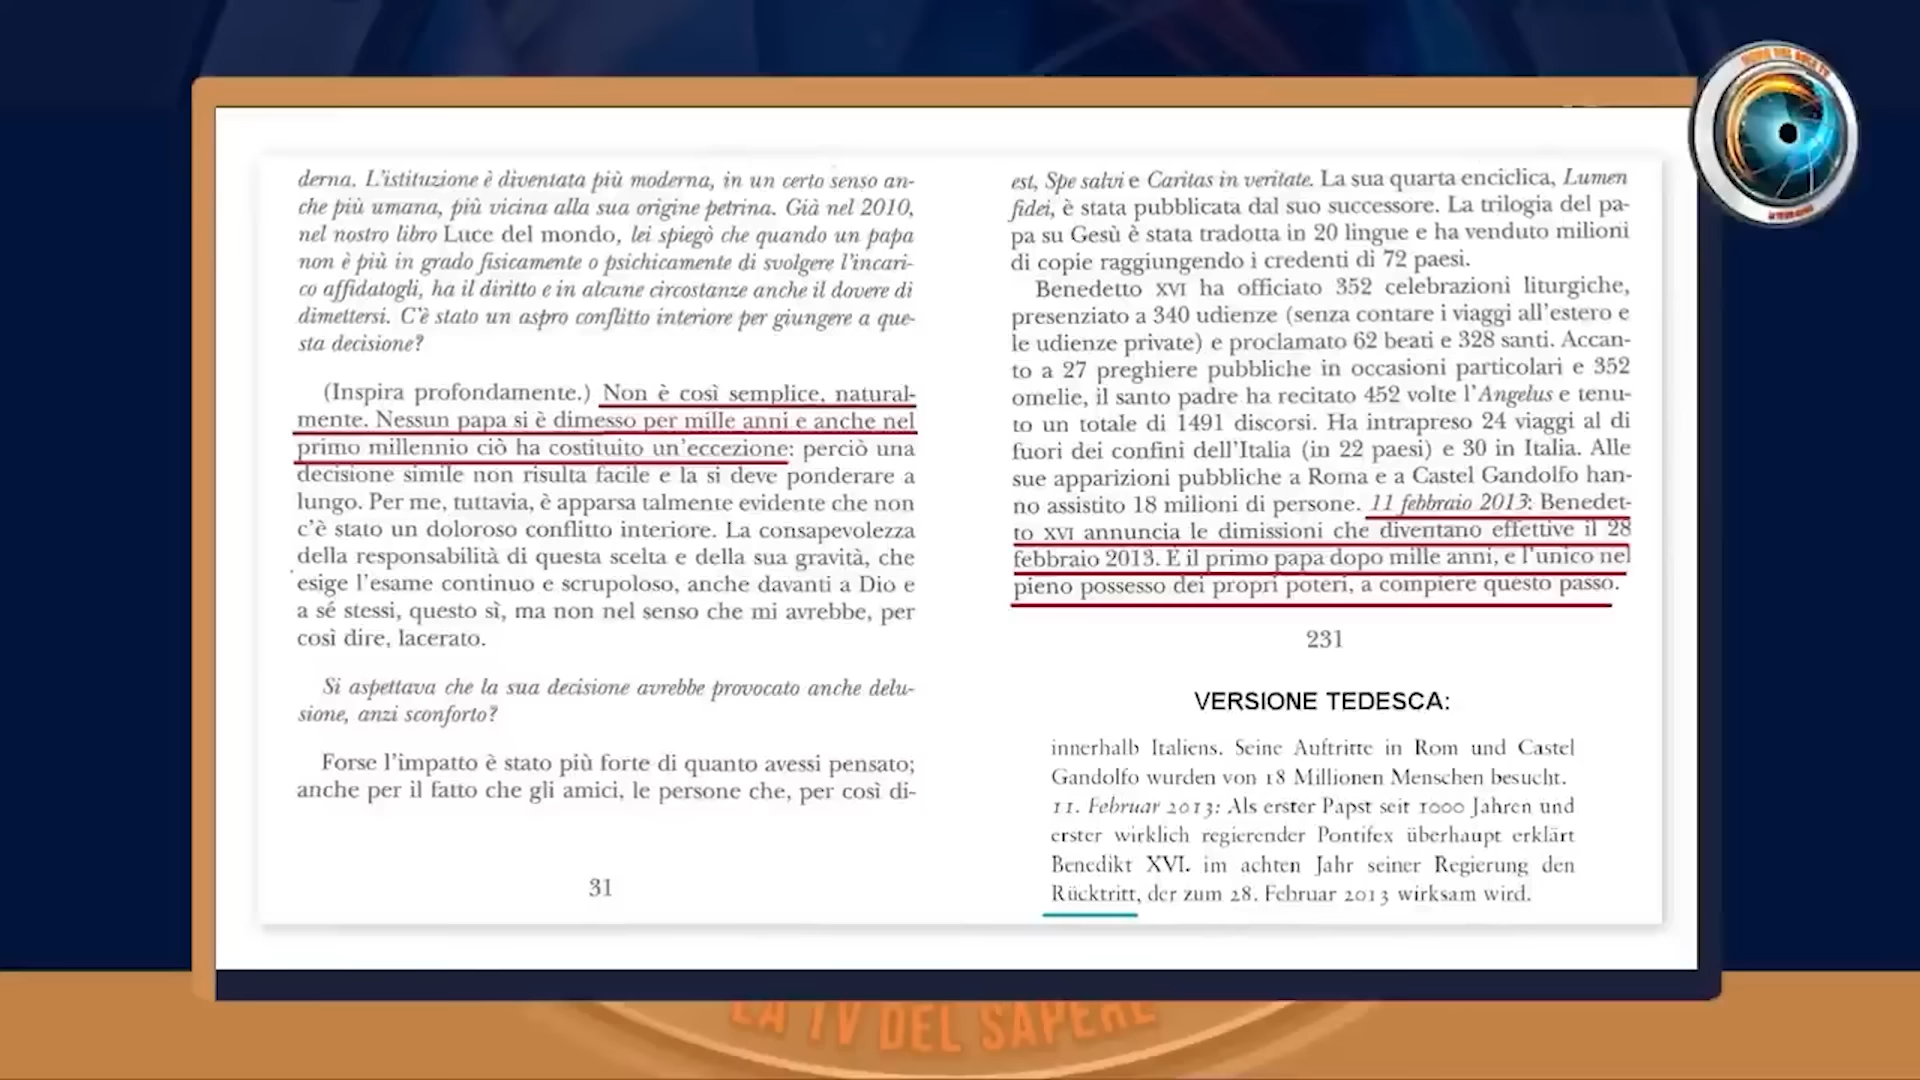 derna. L'istituzione è diventata più moderna, in un certo senso an-
che più umana, più vicina alla sua origine petrina. Già nel 2010,
nel nostro libro Luce del mondo, lei spiegò che quando un papa
non è più in grado fisicamente o psichicamente di svolgere l'incari-
co affidatogli, ha il diritto e in alcune circostanze anche il dovere di
dimettersi. C'è stato un aspro conflitto interiore per giungere a que-
sta decisione?
(Inspira profondamente.) Non è così semplice, natural-
mente. Nessun papa si è dimesso per mille anni e anche nel
primo millennio ciò ha costituito un'eccezione: perciò una
decisione simile non risulta facile e la si deve ponderare a
lungo. Per me, tuttavia, è apparsa talmente evidente che non
c'è stato un doloroso conflitto interiore. La consapevolezza
della responsabilità di questa scelta e della sua gravità, che
esige l'esame continuo e scrupoloso, anche davanti a Dio e
a sé stessi, questo sì, ma non nel senso che mi avrebbe, per
così dire, lacerato.
Si aspettava che la sua decisione avrebbe provocato anche delu-
sione, anzi sconforto?
Forse l'impatto è stato più forte di quanto avessi pensato;
anche per il fatto che gli amici, le persone che, per così di-
31
est, Spe salvi e Caritas in veritate. La sua quarta enciclica, Lumen
fidei, è stata pubblicata dal suo successore. La trilogia del pa-
pa su Gesù è stata tradotta in 20 lingue e ha venduto milioni
di copie raggiungendo i credenti di 72 paesi.
Benedetto XVI ha officiato 352 celebrazioni liturgiche,
presenziato a 340 udienze (senza contare i viaggi all'estero e
le udienze private) e proclamato 62 beati e 328 santi. Accan-
to a 27 preghiere pubbliche in occasioni particolari e 352
omelie, il santo padre ha recitato 452 volte l'Angelus e tenu-
to un totale di 1491 discorsi. Ha intrapreso 24 viaggi al di
fuori dei confini dell'Italia (in 22 paesi) e 30 in Italia. Alle
sue apparizioni pubbliche a Roma e a Castel Gandolfo han-
no assistito 18 milioni di persone. 11 febbraio 2013: Benedet-
to XVI annuncia le dimissioni che diventano effettive il 28
febbraio 2013. È il primo papa dopo mille anni, e l'unico nel
pieno possesso dei propri poteri, a compiere questo passo.
231
VERSIONE TEDESCA:
innerhalb Italiens. Seine Auftritte in Rom und Castel
Gandolfo wurden von 18 Millionen Menschen besucht.
11. Februar 2013: Als erster Papst seit 1000 Jahren und
erster wirklich regierender Pontifex überhaupt erklärt
Benedikt XVI. im achten Jahr seiner Regierung den
Rücktritt, der zum 28. Februar 2013 wirksam wird.
LA TV DEL SAPERE